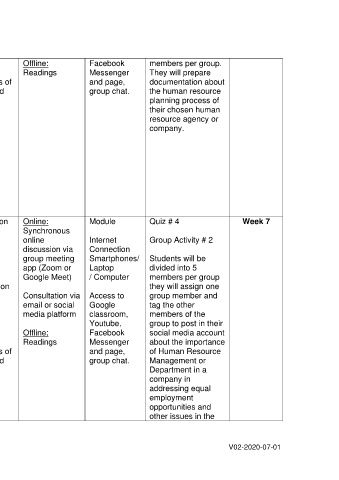 Offline:
Readings
Facebook
Messenger
and page,
group chat.
members per group.
They will prepare
documentation about
the human resource
planning process of
their chosen human
resource agency or
company.
s of
d
on
on
s of
d
Online:
Synchronous
online
discussion via
group meeting
app (Zoom or
Google Meet)
Consultation via
email or social
media platform
Offline:
Readings
Module
Internet
Connection
Smartphones/
Laptop
/ Computer
Access to
Google
classroom,
Youtube,
Facebook
Messenger
and page,
group chat.
Quiz # 4
Group Activity # 2
Students will be
divided into 5
members per group
they will assign one
group member and
tag the other
members of the
group to post in their
social media account
about the importance
of Human Resource
Management or
Department in a
company in
addressing equal
employment
opportunities and
other issues in the
Week 7
V02-2020-07-01